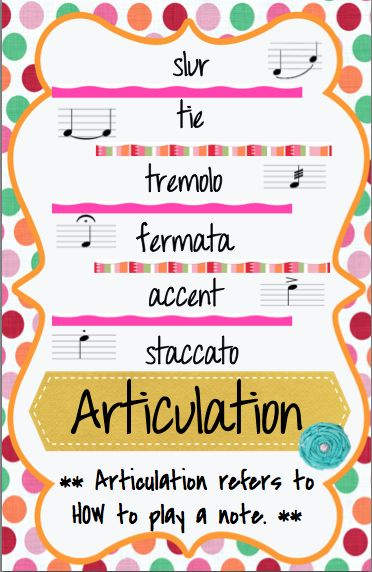 slur
tie
tremolo
fermata
accent
staccato
Articulation
** Articulation refers to
HOW to play a note. **